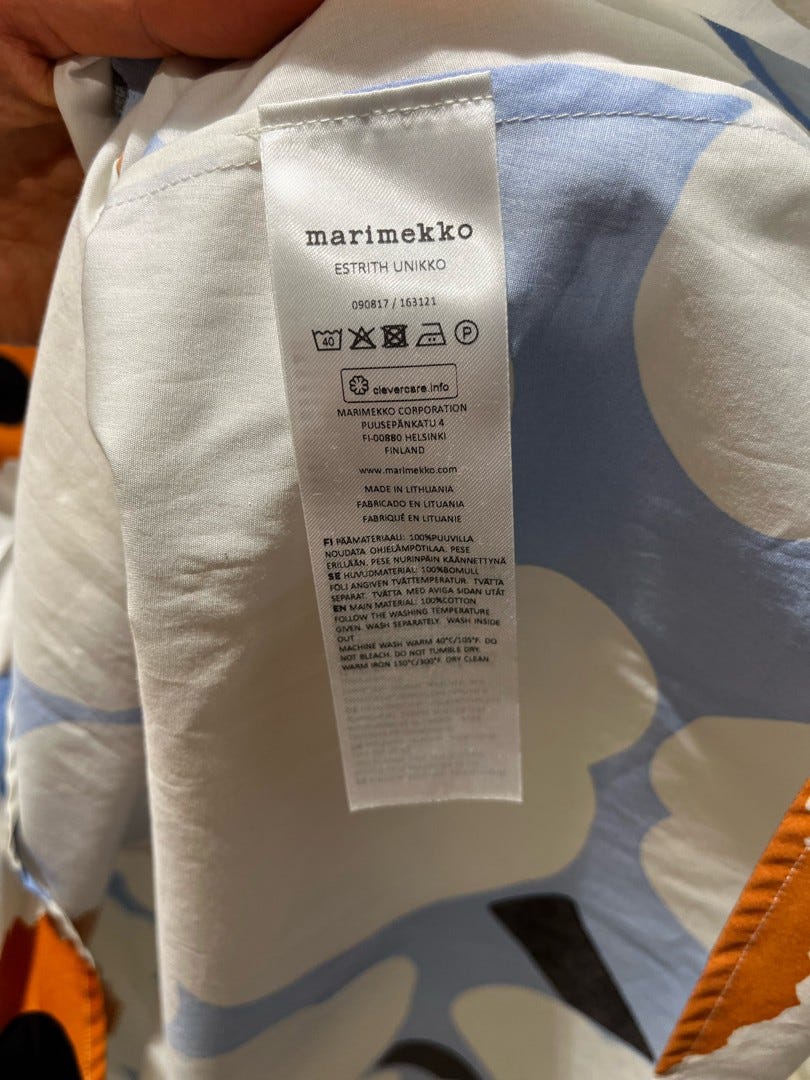 marimekko
ESTRITH UNIKKO
090817 / 163121
40 P
clevercare.info
MARIMEKKO CORPORATION
PUUSEPÄNKATU 4
FI-00880 HELSINKI
FINLAND
www.marimekko.com
MADE IN LITHUANIA
FABRICADO EN LITUANIA
FABRIQUÉ EN LITUANIE
FI PÄÄMATERIAALI: 100%PUUVILLA
NOUDATA OHJELÄMPÖTILAA. PESE
ERILLÄÄN. PESE NURINPÄIN KÄÄNNETTYNÄ
SE HUVUDMATERIAL: 100%BOMULL
FÖLJ ANGIVEN TVÄTTEMPERATUR. TVÄTTA
SEPARAT. TVÄTTA MED AVIGA SIDAN UTÅT
EN MAIN MATERIAL: 100%COTTON
FOLLOW THE WASHING TEMPERATURE
GIVEN. WASH SEPARATELY. WASH INSIDE
OUT
MACHINE WASH WARM 40°C/105°F. DO
NOT BLEACH. DO NOT TUMBLE DRY.
WARM IRON 150°C/300°F. DRY CLEAN.